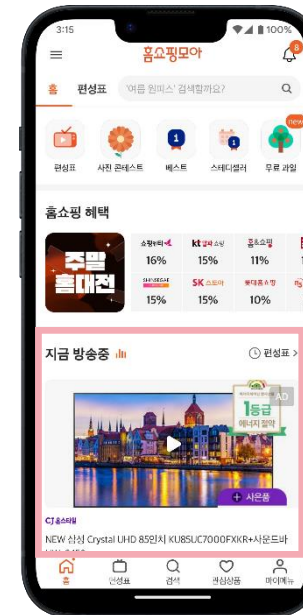 3:15
100%
홈쇼핑모아
8
홈 편성표 '여름 원피스' 검색할까요?
1
1
new
편성표 사진 콘테스트 베스트 스테디셀러 무료 과일
홈쇼핑 혜택
주말
홈대전
쇼핑엔티 kt알파 쇼핑 홈&쇼핑
16% 15% 11%
SHINSEGAE SK 스토아 롯데홈쇼핑
15% 15% 10%
지금 방송중
편성표 >
AD
1등급
에너지 절약
+ 사은품
CJ온스타일
NEW 삼성 Crystal UHD 85인치 KU85UC7000FXKR+사운드바
홈 편성표 검색 관심상품 마이메뉴